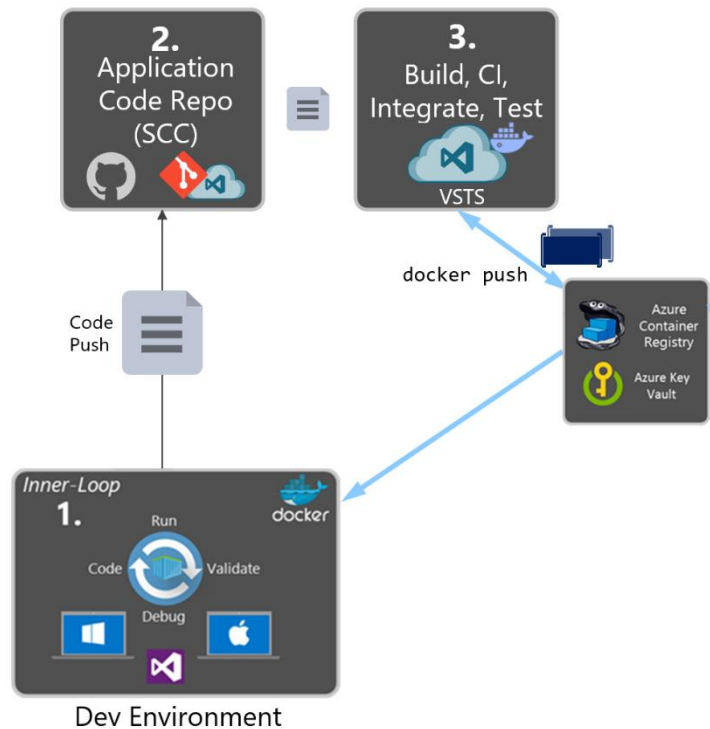 2.
Application
Code Repo
(SCC)
3.
Build, CI,
Integrate, Test
VSTS
docker push
Azure
Container
Registry
Azure Key
Vault
Code
Push
Inner-Loop
1.
docker
Run
Code
Validate
Debug
Dev Environment